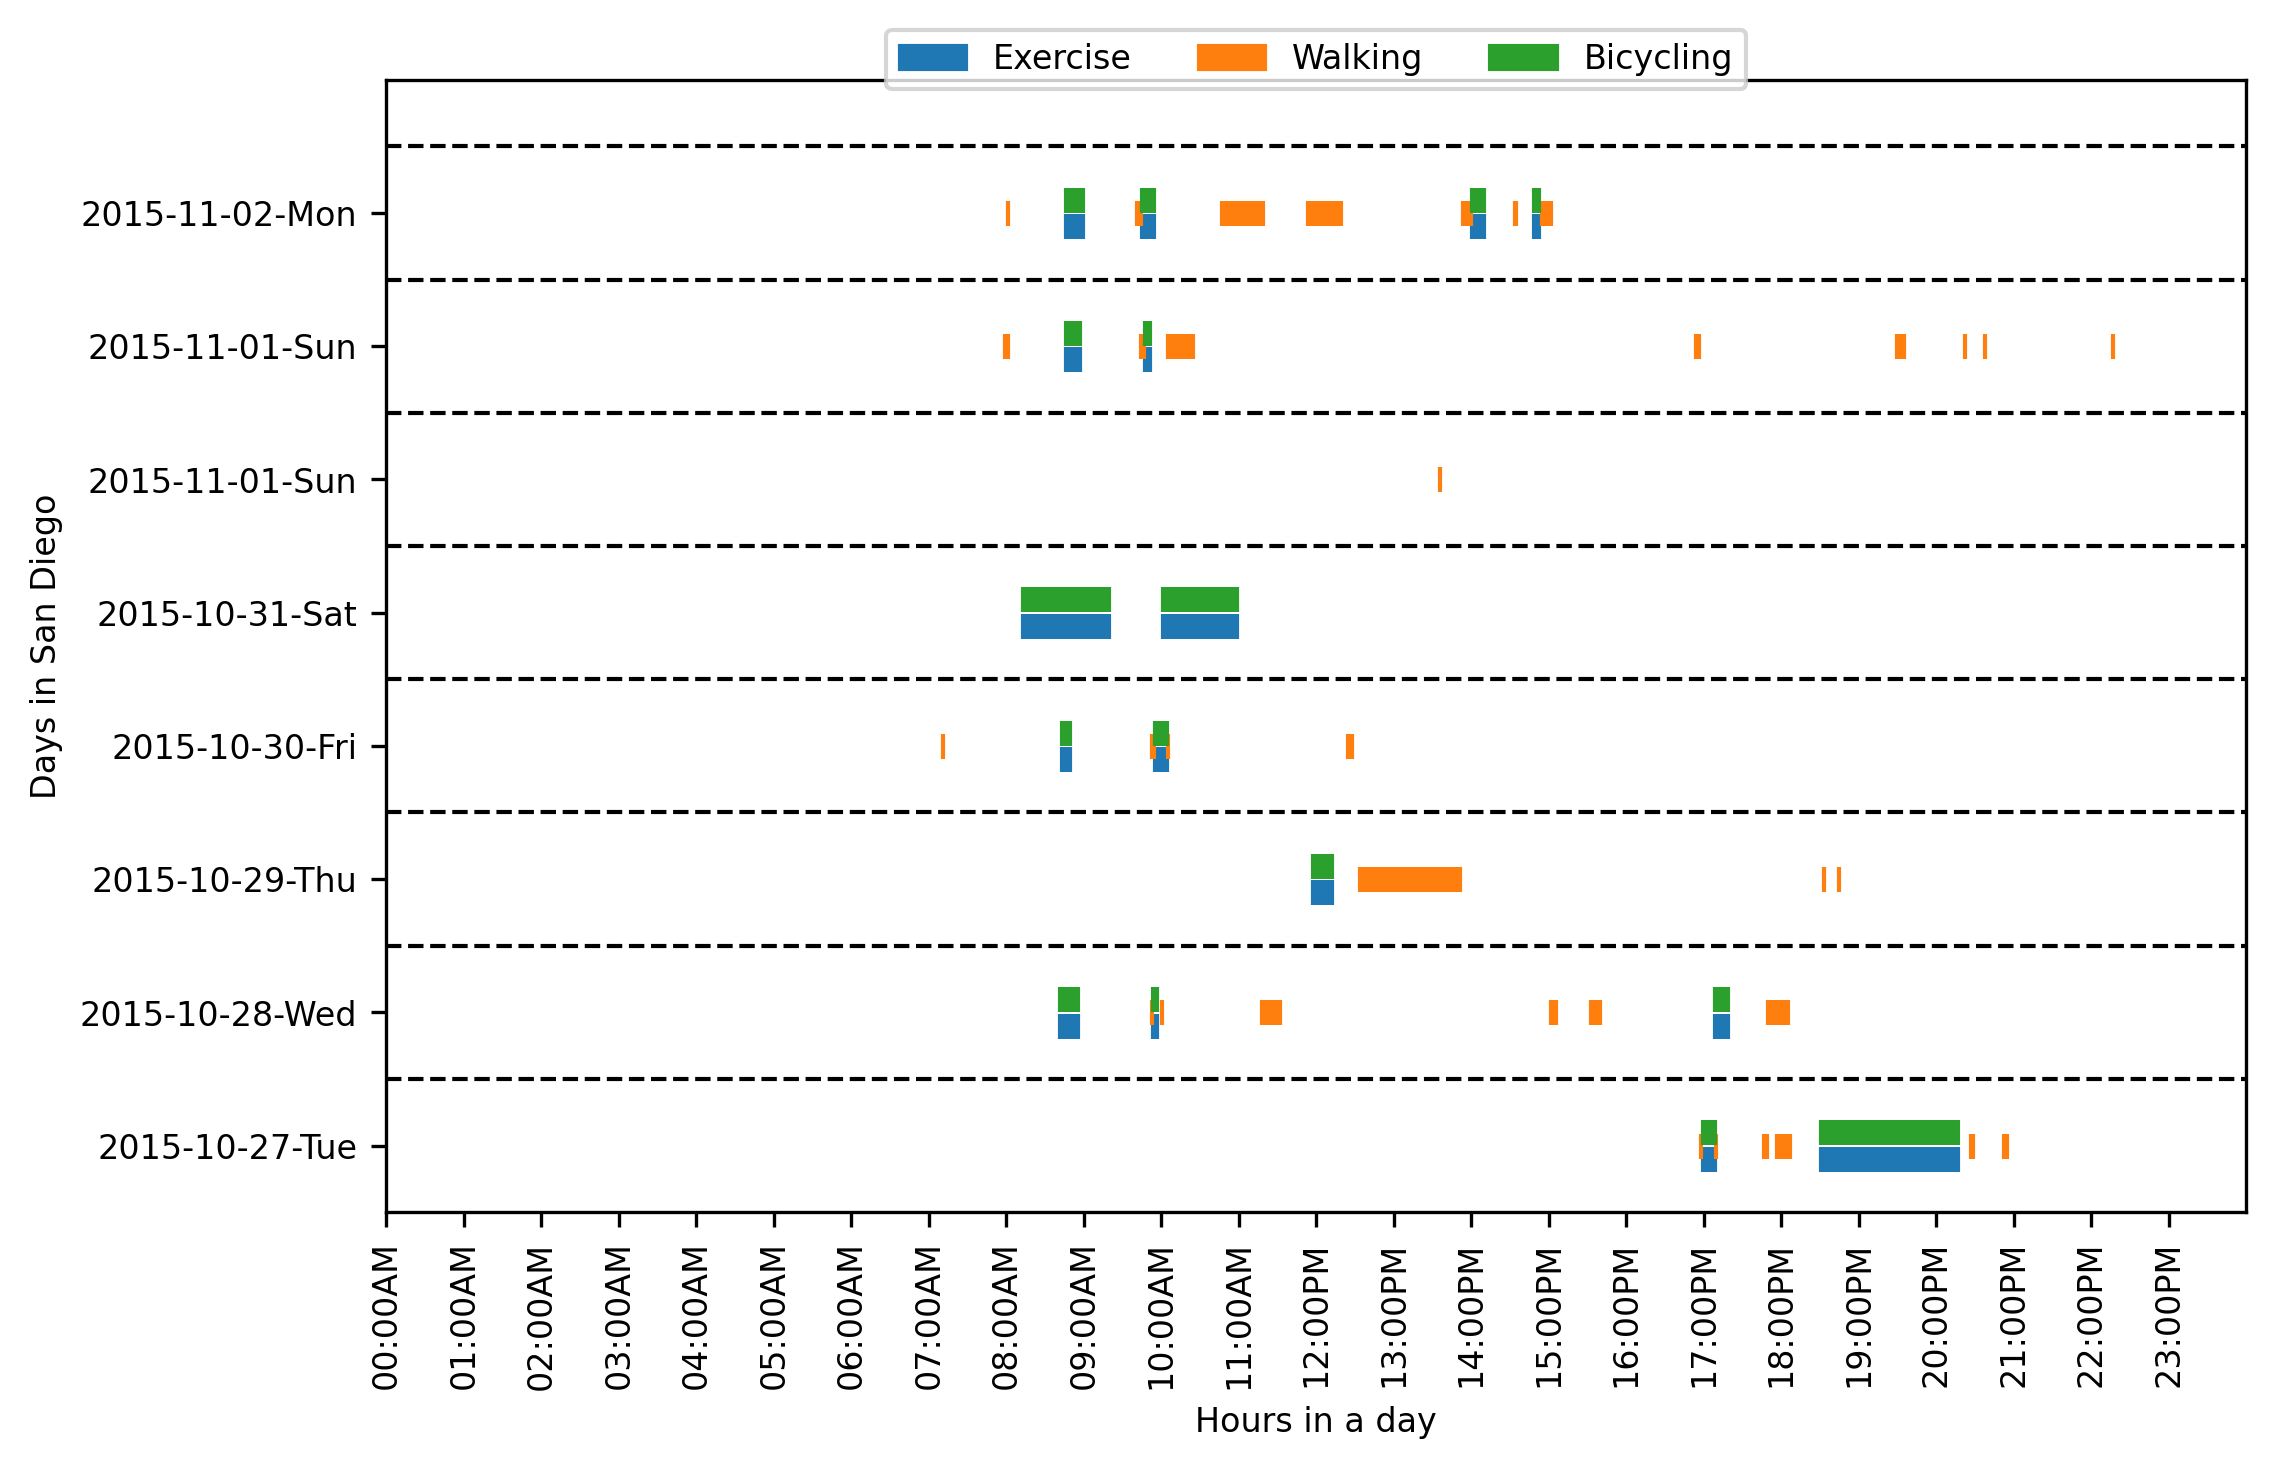 Exercise Walking Bicycling
Days in San Diego
2015-11-02-Mon
2015-11-01-Sun
2015-11-01-Sun
2015-10-31-Sat
2015-10-30-Fri
2015-10-29-Thu
2015-10-28-Wed
2015-10-27-Tue
00:00AM
01:00AM
02:00AM
03:00AM
04:00AM
05:00AM
06:00AM
07:00AM
08:00AM
09:00AM
10:00AM
11:00AM
12:00PM
13:00PM
14:00PM
15:00PM
16:00PM
17:00PM
18:00PM
19:00PM
20:00PM
21:00PM
22:00PM
23:00PM
Hours in a day